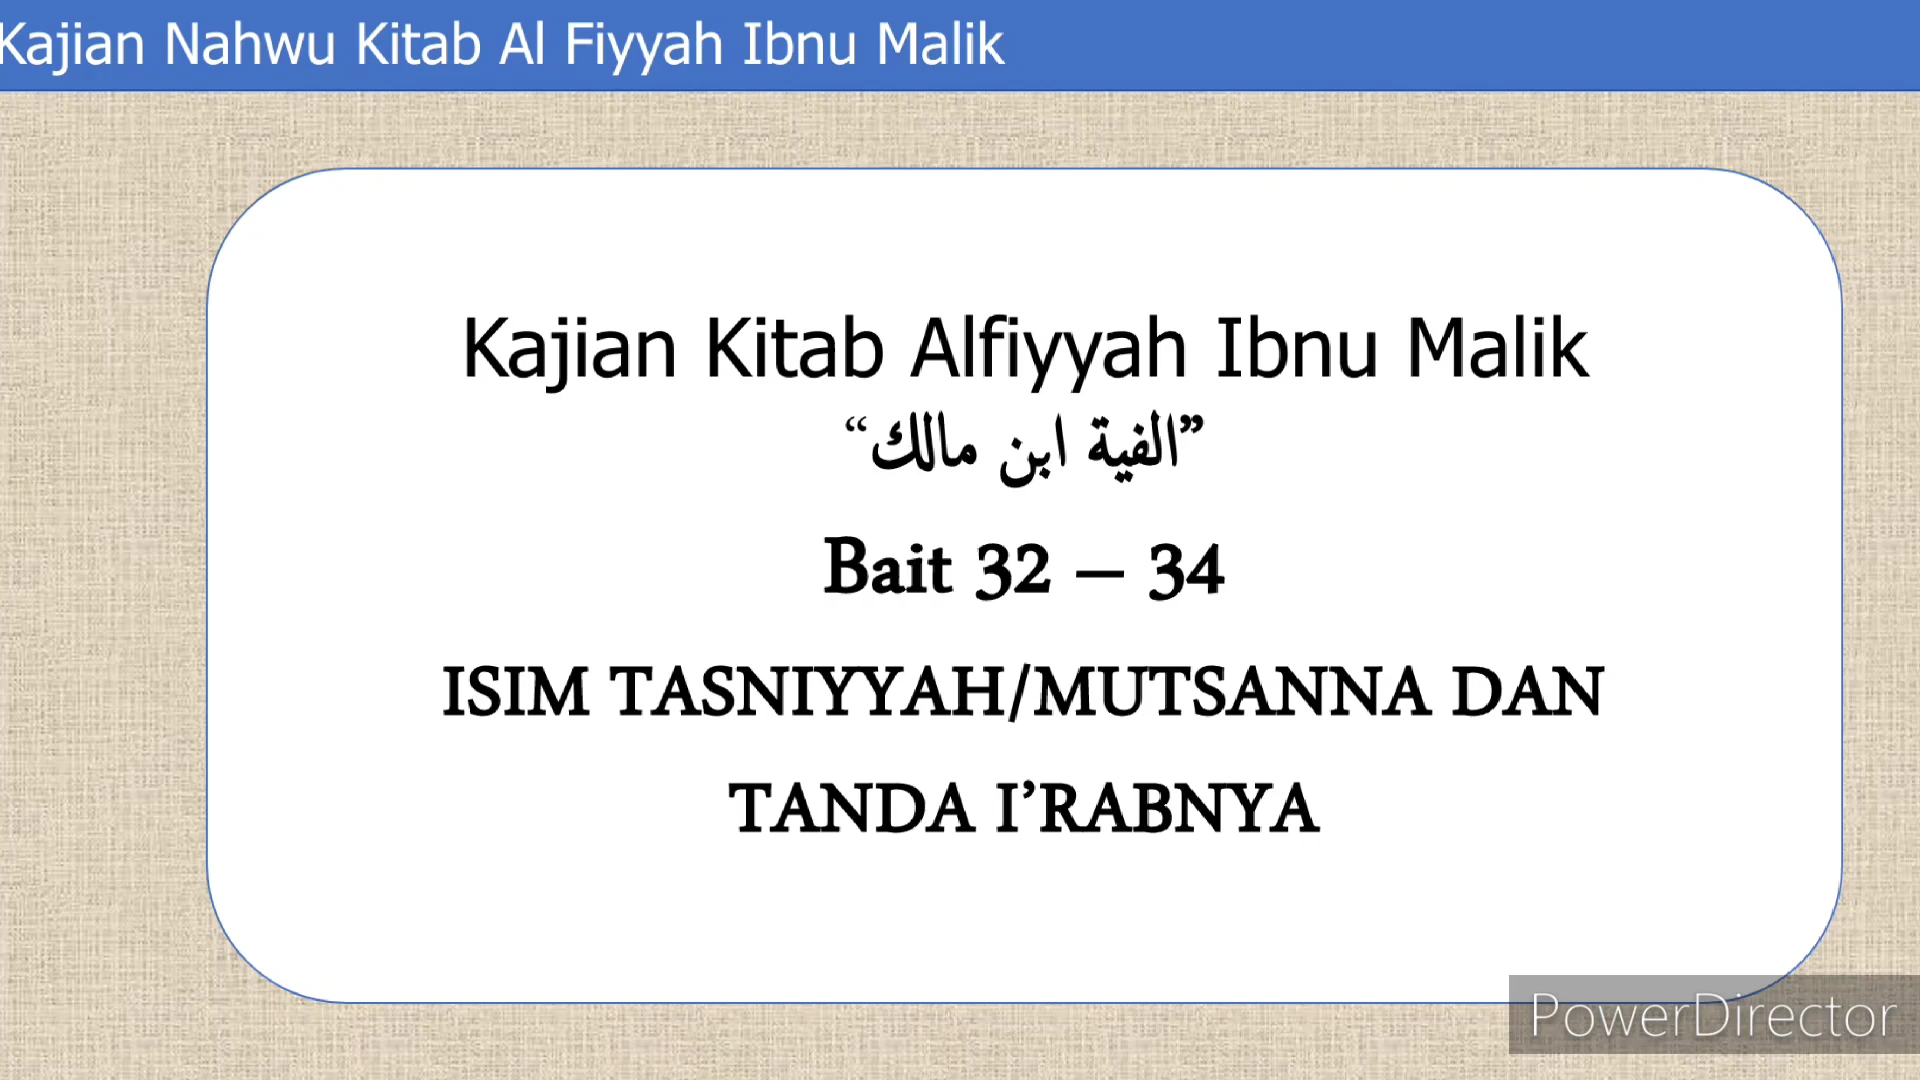 Kajian Nahwu Kitab Al Fiyyah Ibnu Malik
Kajian Kitab Alfiyyah Ibnu Malik
”الفية ابن مالك“
Bait 32 – 34
ISIM TASNIYYAH/MUTSANNA DAN
TANDA I’RABNYA
PowerDirector